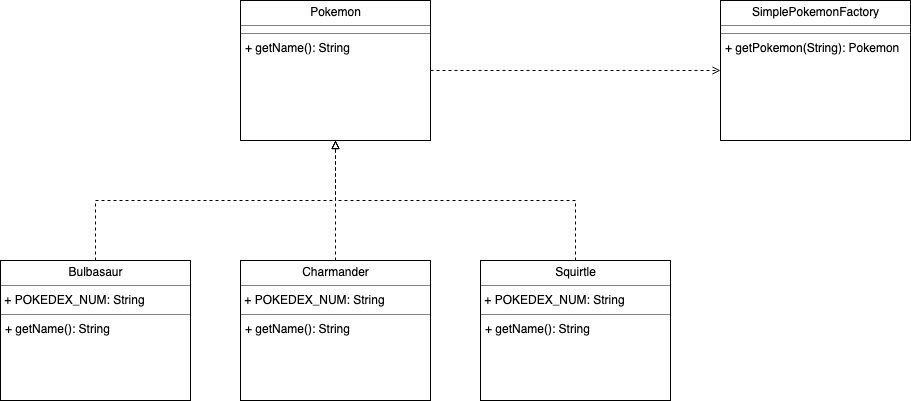 Pokemon
+ getName(): String
SimplePokemonFactory
+ getPokemon(String): Pokemon
Bulbasaur
+ POKEDEX_NUM: String
+ getName(): String
Charmander
+ POKEDEX_NUM: String
+ getName(): String
Squirtle
+ POKEDEX_NUM: String
+ getName(): String